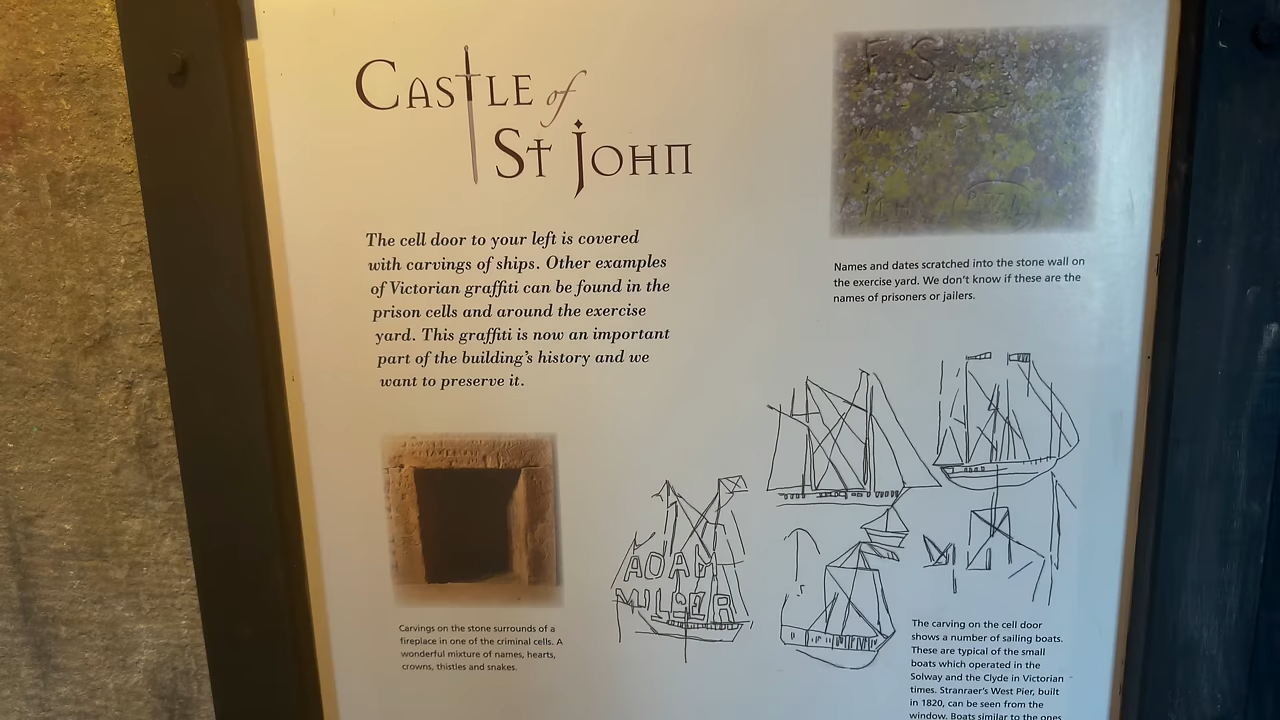 CASTLE of
ST JOHN
The cell door to your left is covered
with carvings of ships. Other examples
of Victorian graffiti can be found in the
prison cells and around the exercise
yard. This graffiti is now an important
part of the building's history and we
want to preserve it.
F.S
Names and dates scratched into the stone wall on
the exercise yard. We don't know if these are the
names of prisoners or jailers.
ADAM
MILLER
Carvings on the stone surrounds of a
fireplace in one of the criminal cells. A
wonderful mixture of names, hearts,
crowns, thistles and snakes.
The carving on the cell door
shows a number of sailing boats.
These are typical of the small
boats which operated in the
Solway and the Clyde in Victorian
times. Stranraer's West Pier, built
in 1820, can be seen from the
window. Boats similar to the ones